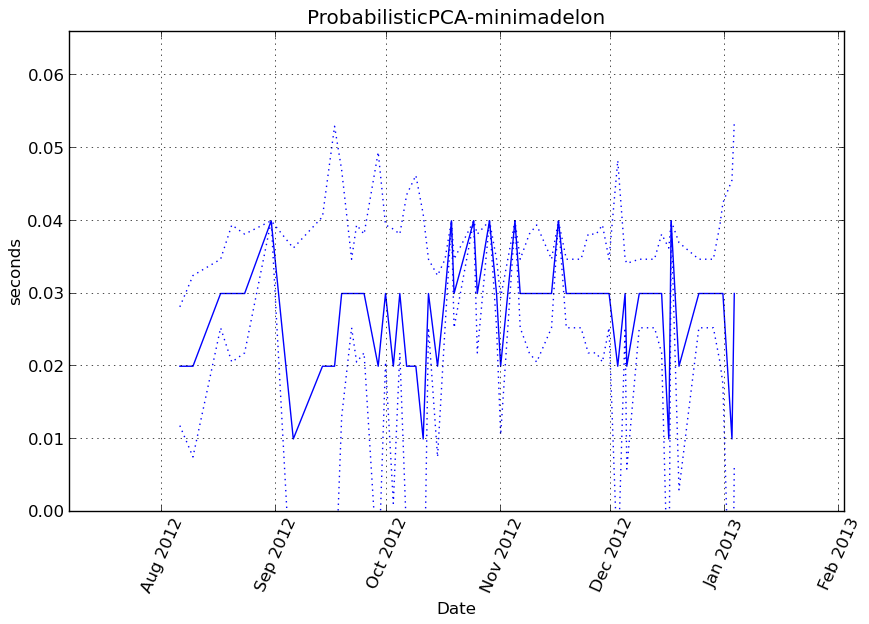 ProbabilisticPCA-minimadelon
0.06
0.05
0.04
0.03
0.02
0.01
0.00
seconds
Aug 2012
Sep 2012
Oct 2012
Nov 2012
Dec 2012
Jan 2013
Feb 2013
Date